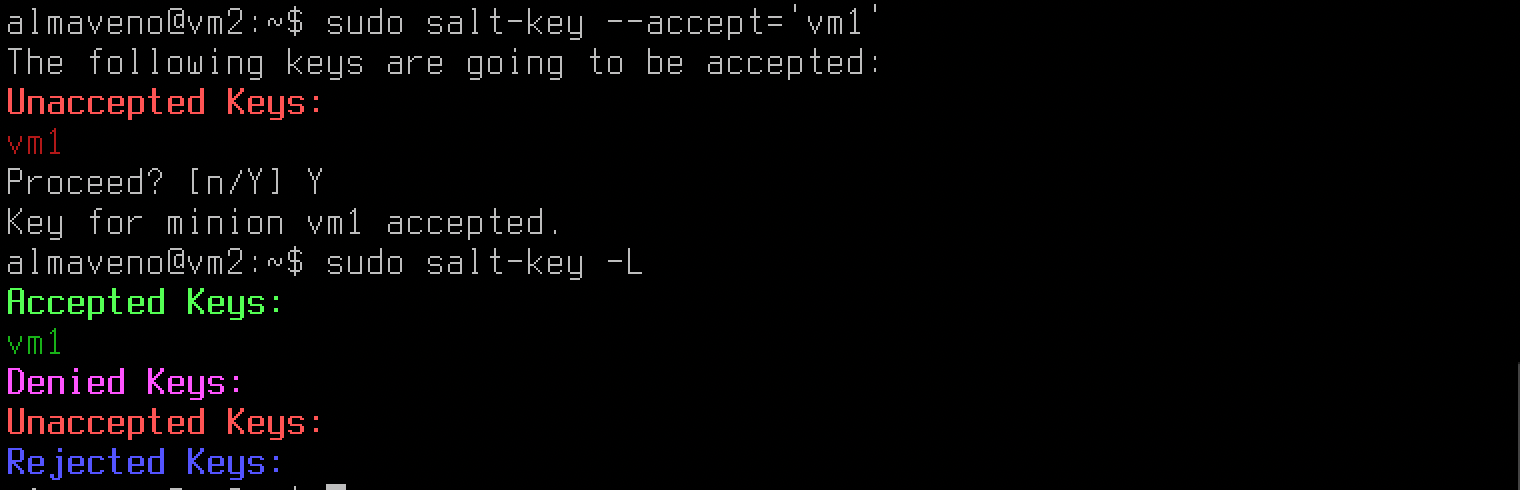 almaveno@vm2:~$ sudo salt-key --accept='vm1'
The following keys are going to be accepted:
Unaccepted Keys:
vm1
Proceed? [n/Y] Y
Key for minion vm1 accepted.
almaveno@vm2:~$ sudo salt-key -L
Accepted Keys:
vm1
Denied Keys:
Unaccepted Keys:
Rejected Keys: